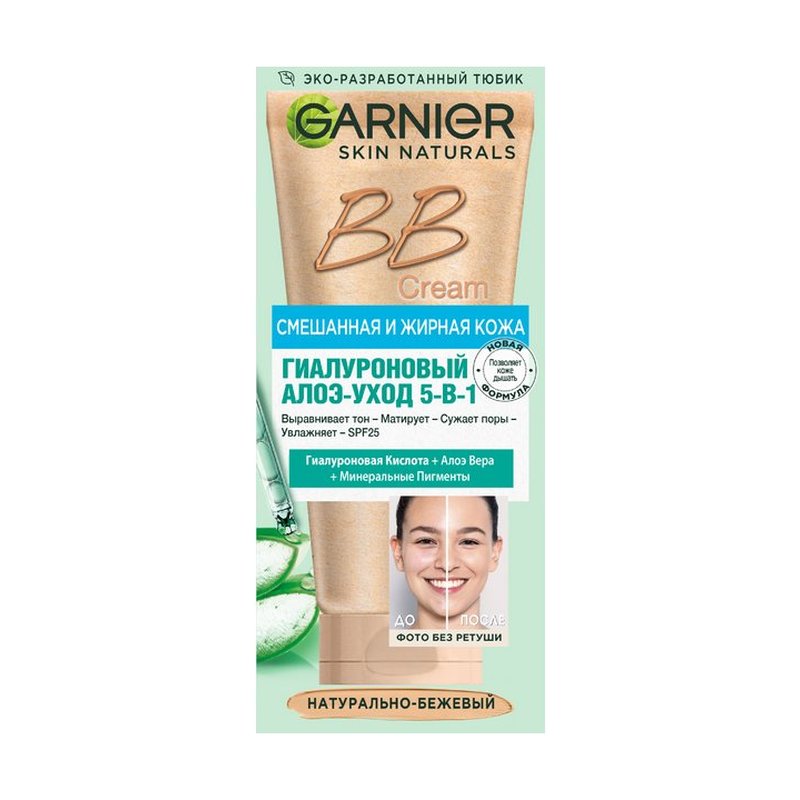 ЭКО-РАЗРАБОТАННЫЙ ТЮБИК
GARNIER
SKIN NATURALS
BB
Cream
СМЕШАННАЯ И ЖИРНАЯ КОЖА
ГИАЛУРОНОВЫЙ
АЛОЭ-УХОД 5-В-1
НОВАЯ
Позволяет
коже
дышать
ФОРМУЛА
Выравнивает тон – Матирует – Сужает поры –
Увлажняет – SPF25
Гиалуроновая Кислота + Алоэ Вера
+ Минеральные Пигменты
ДО ПОСЛЕ
ФОТО БЕЗ РЕТУШИ
НАТУРАЛЬНО-БЕЖЕВЫЙ